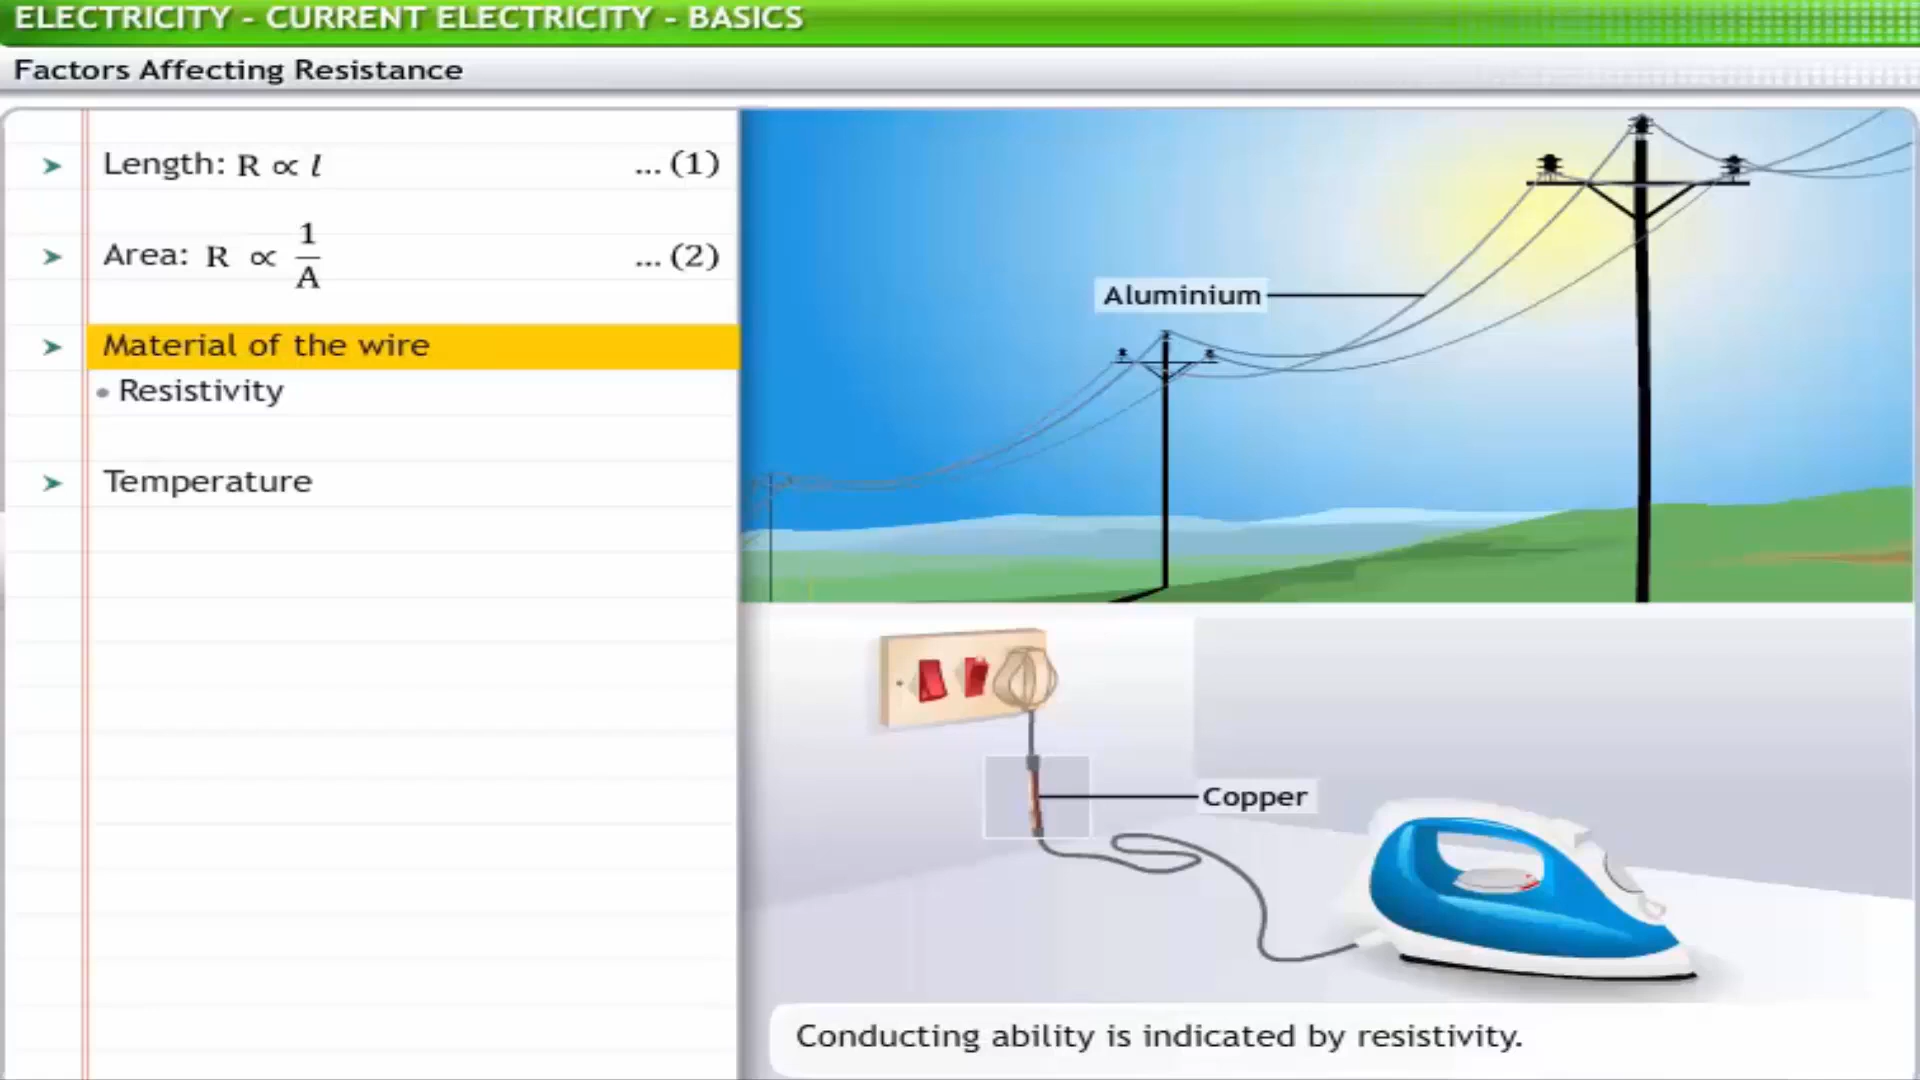 ELECTRICITY - CURRENT ELECTRICITY - BASICS
Factors Affecting Resistance
Length: R ∝ l ... (1)
Area: R ∝ 1/A ... (2)
Material of the wire
• Resistivity
Temperature
Aluminium
Copper
Conducting ability is indicated by resistivity.